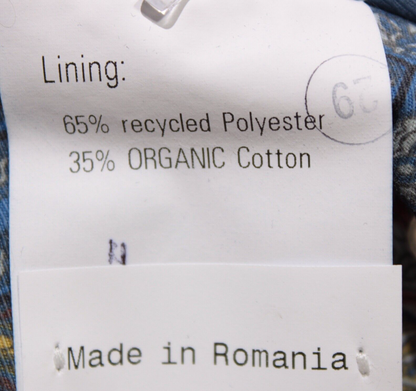 Lining:
65% recycled Polyester
35% ORGANIC Cotton
Made in Romania